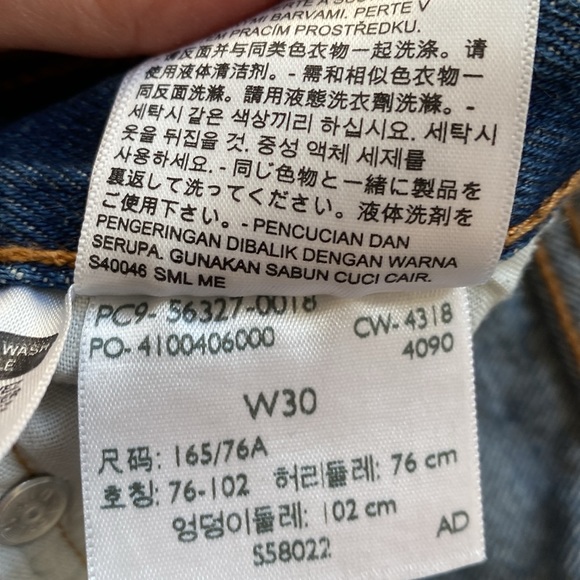 BARVAMI. PERTE V
PRACÍM PROSTŘEDKU.
请反面并与同类色衣物一起洗涤。请
使用液体清洁剂。- 需和相似色衣物一
同反面洗滌。請用液態洗衣劑洗滌。-
세탁시 같은 색상끼리 하십시요. 세탁시
옷을 뒤집을 것. 중성 액체 세제를
사용하세요. - 同じ色物と一緒に製品を
裏返して洗ってください。液体洗剤を
ご使用下さい。- PENCUCIAN DAN
PENGERINGAN DIBALIK DENGAN WARNA
SERUPA. GUNAKAN SABUN CUCI CAIR.
S40046 SML ME
PC9- 56327-0018
PO-4100406000
CW-4318
4090
WASH
W30
尺码: 165/76A
호칭: 76-102 허리둘레: 76 cm
엉덩이둘레: 102 cm
AD
S58022